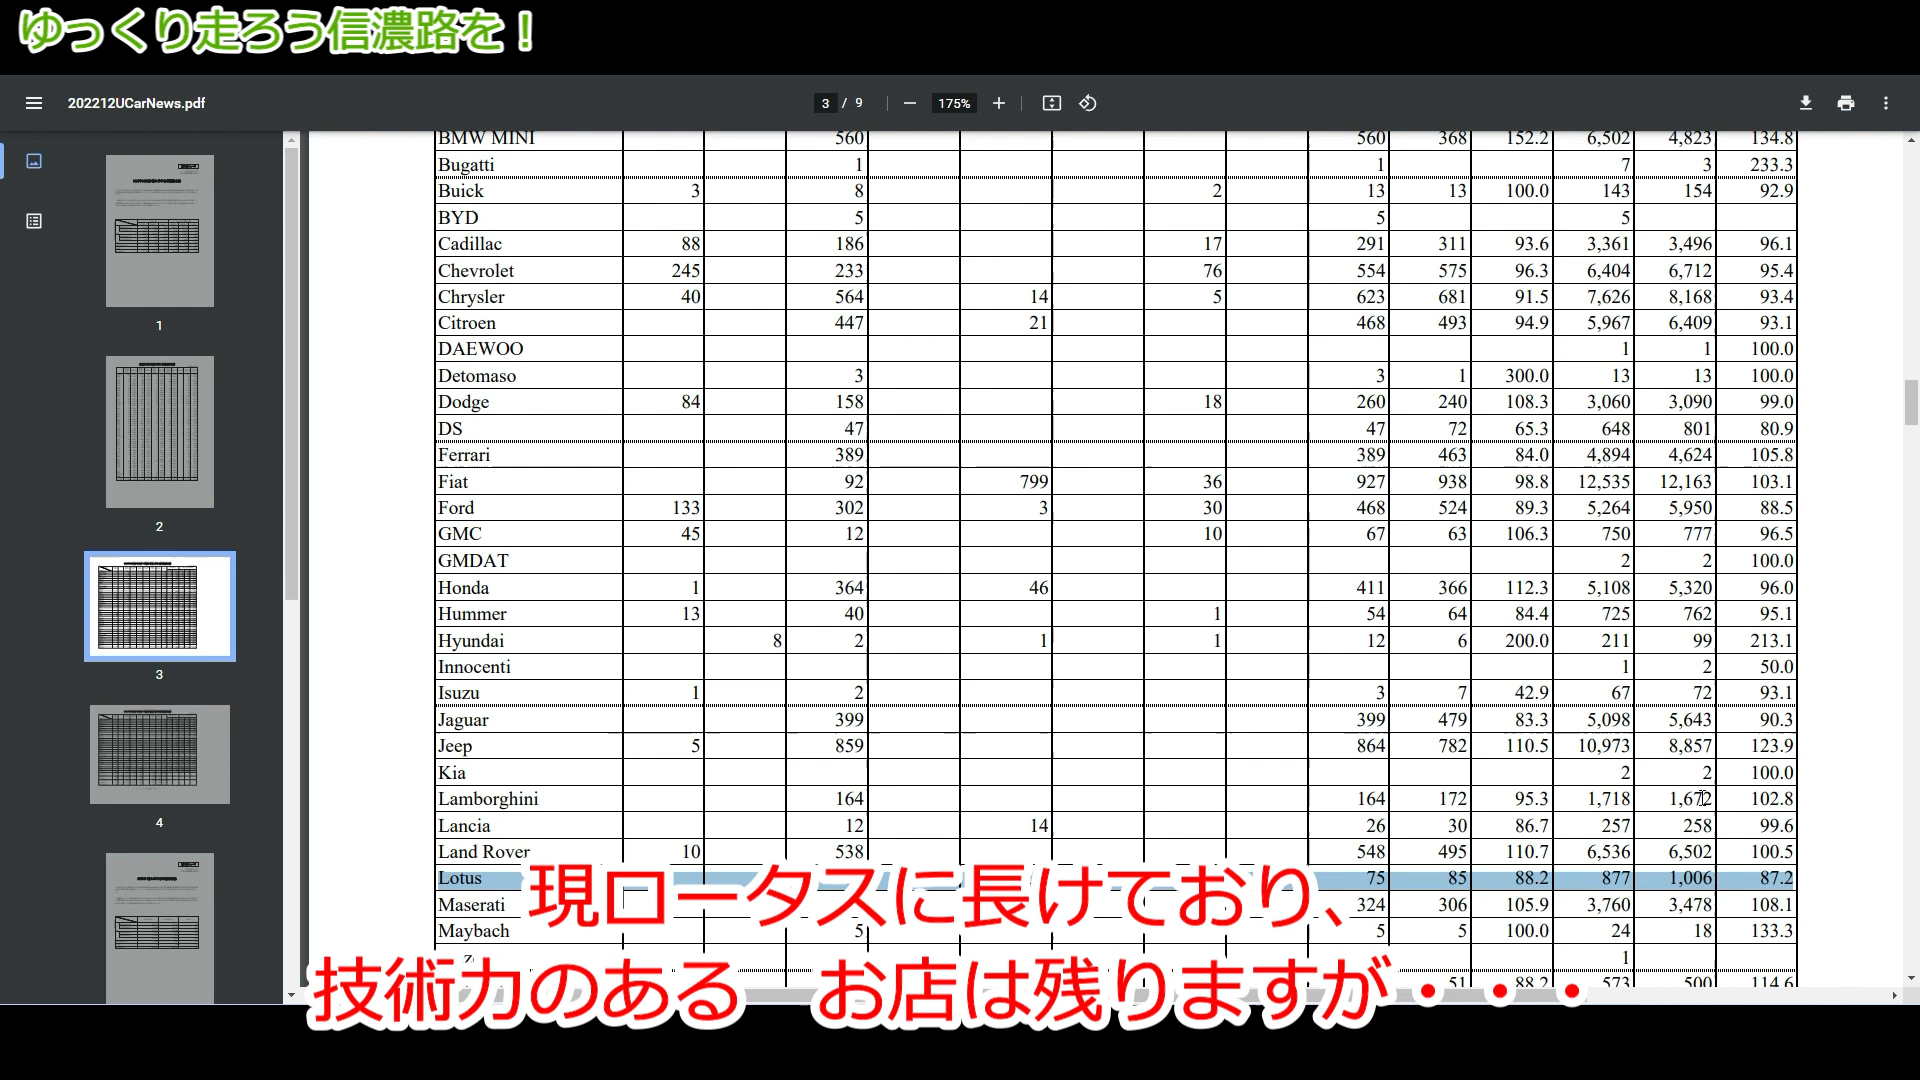 ゆっくり走ろう信濃路を！
202212UCarNews.pdf
3 / 9
175%
1
2
3
4
BMW MINI 560 560 368 152.2 6,502 4,823 134.8
Bugatti 1 1 7 3 233.3
Buick 3 8 2 13 13 100.0 143 154 92.9
BYD 5 5 5
Cadillac 88 186 17 291 311 93.6 3,361 3,496 96.1
Chevrolet 245 233 76 554 575 96.3 6,404 6,712 95.4
Chrysler 40 564 14 5 623 681 91.5 7,626 8,168 93.4
Citroen 447 21 468 493 94.9 5,967 6,409 93.1
DAEWOO 1 1 100.0
Detomaso 3 3 1 300.0 13 13 100.0
Dodge 84 158 18 260 240 108.3 3,060 3,090 99.0
DS 47 47 72 65.3 648 801 80.9
Ferrari 389 389 463 84.0 4,894 4,624 105.8
Fiat 92 799 36 927 938 98.8 12,535 12,163 103.1
Ford 133 302 3 30 468 524 89.3 5,264 5,950 88.5
GMC 45 12 10 67 63 106.3 750 777 96.5
GMDAT 2 2 100.0
Honda 1 364 46 411 366 112.3 5,108 5,320 96.0
Hummer 13 40 1 54 64 84.4 725 762 95.1
Hyundai 8 2 1 1 12 6 200.0 211 99 213.1
Innocenti 1 2 50.0
Isuzu 1 2 3 7 42.9 67 72 93.1
Jaguar 399 399 479 83.3 5,098 5,643 90.3
Jeep 5 859 864 782 110.5 10,973 8,857 123.9
Kia 2 2 100.0
Lamborghini 164 164 172 95.3 1,718 1,672 102.8
Lancia 12 14 26 30 86.7 257 258 99.6
Land Rover 10 538 548 495 110.7 6,536 6,502 100.5
Lotus 75 85 88.2 877 1,006 87.2
Maserati 324 306 105.9 3,760 3,478 108.1
Maybach 5 5 5 100.0 24 18 133.3
1
51 88.2 573 500 114.6
現ロータスに長けており、
技術力のある お店は残りますが・・・